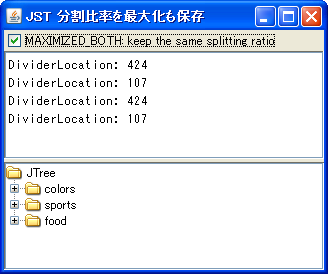 JST 分割比率を最大化も保存
MAXIMIZED_BOTH: keep the same splitting ratio
DividerLocation: 424
DividerLocation: 107
DividerLocation: 424
DividerLocation: 107
JTree
colors
sports
food